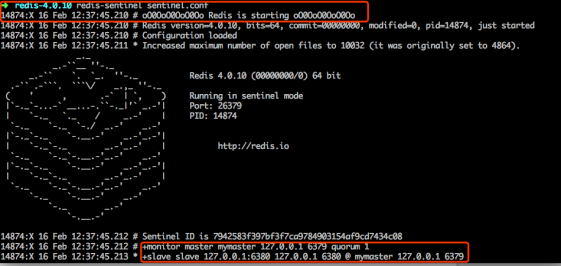 → redis-4.0.10 redis-sentinel sentinel.conf
14874:X 16 Feb 12:37:45.210 # oO0OoO0OoO0Oo Redis is starting oO0OoO0OoO0Oo
14874:X 16 Feb 12:37:45.210 # Redis version=4.0.10, bits=64, commit=00000000, modified=0, pid=14874, just started
14874:X 16 Feb 12:37:45.210 # Configuration loaded
14874:X 16 Feb 12:37:45.211 * Increased maximum number of open files to 10032 (it was originally set to 4864).
Redis 4.0.10 (00000000/0) 64 bit
Running in sentinel mode
Port: 26379
PID: 14874
http://redis.io
14874:X 16 Feb 12:37:45.212 # Sentinel ID is 7942583f397bf3f7ca9784903154af9cd7434c08
14874:X 16 Feb 12:37:45.212 # +monitor master mymaster 127.0.0.1 6379 quorum 1
14874:X 16 Feb 12:37:45.213 * +slave slave 127.0.0.1:6380 127.0.0.1 6380 @ mymaster 127.0.0.1 6379